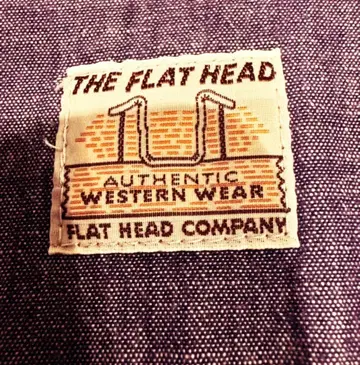 THE FLAT HEAD
AUTHENTIC
WESTERN WEAR
FLAT HEAD COMPANY